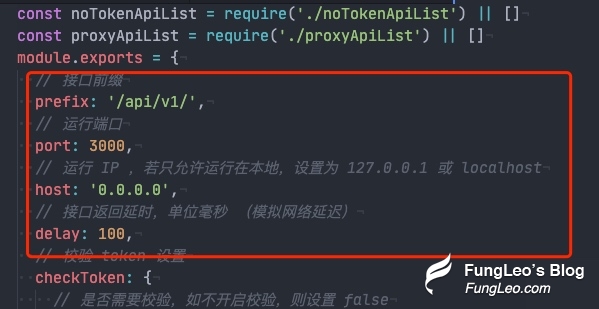 const noTokenApiList = require('./noTokenApiList') || []
const proxyApiList = require('./proxyApiList') || []
module.exports = {
// 接口前缀
prefix: '/api/v1/',
// 运行端口
port: 3000,
// 运行 IP ，若只允许运行在本地，设置为 127.0.0.1 或 localhost
host: '0.0.0.0',
// 接口返回延时，单位毫秒 （模拟网络延迟）
delay: 100,
// 校验 token 设置
checkToken: {
// 是否需要校验，如不开启校验，则设置 false
FungLeo's Blog
FungLeo.com